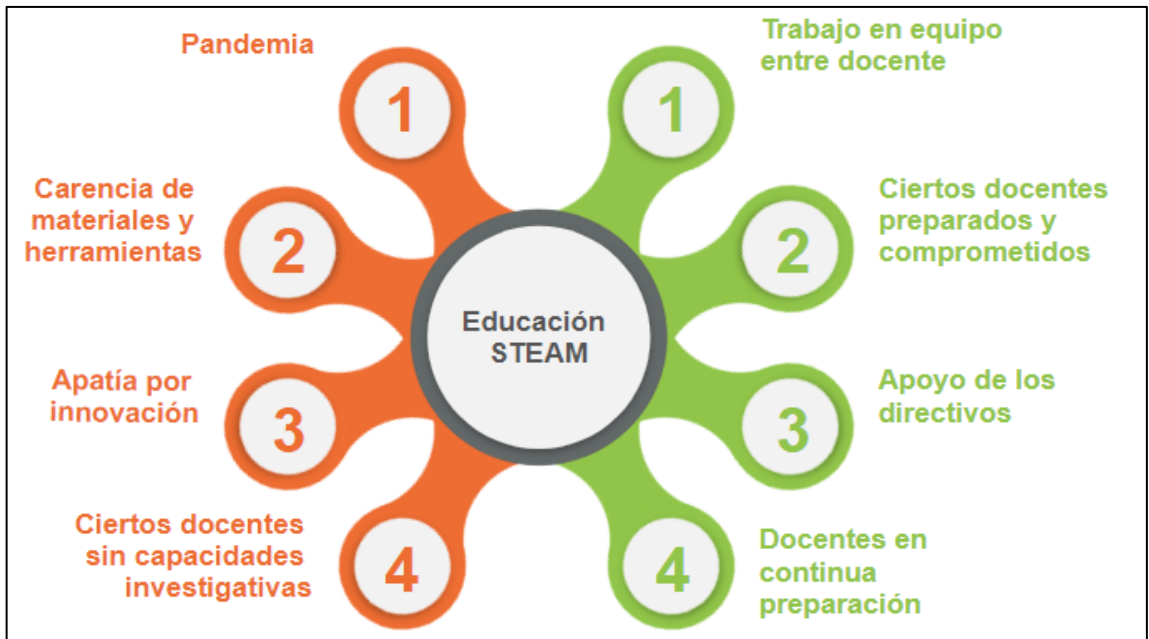 Pandemia
1
Carencia de
materiales y
herramientas
2
Apatía por
innovación
3
Ciertos docentes
sin capacidades
investigativas
4
Educación
STEAM
Trabajo en equipo
entre docente
1
Ciertos docentes
preparados y
comprometidos
2
Apoyo de los
directivos
3
Docentes en
continua
preparación
4